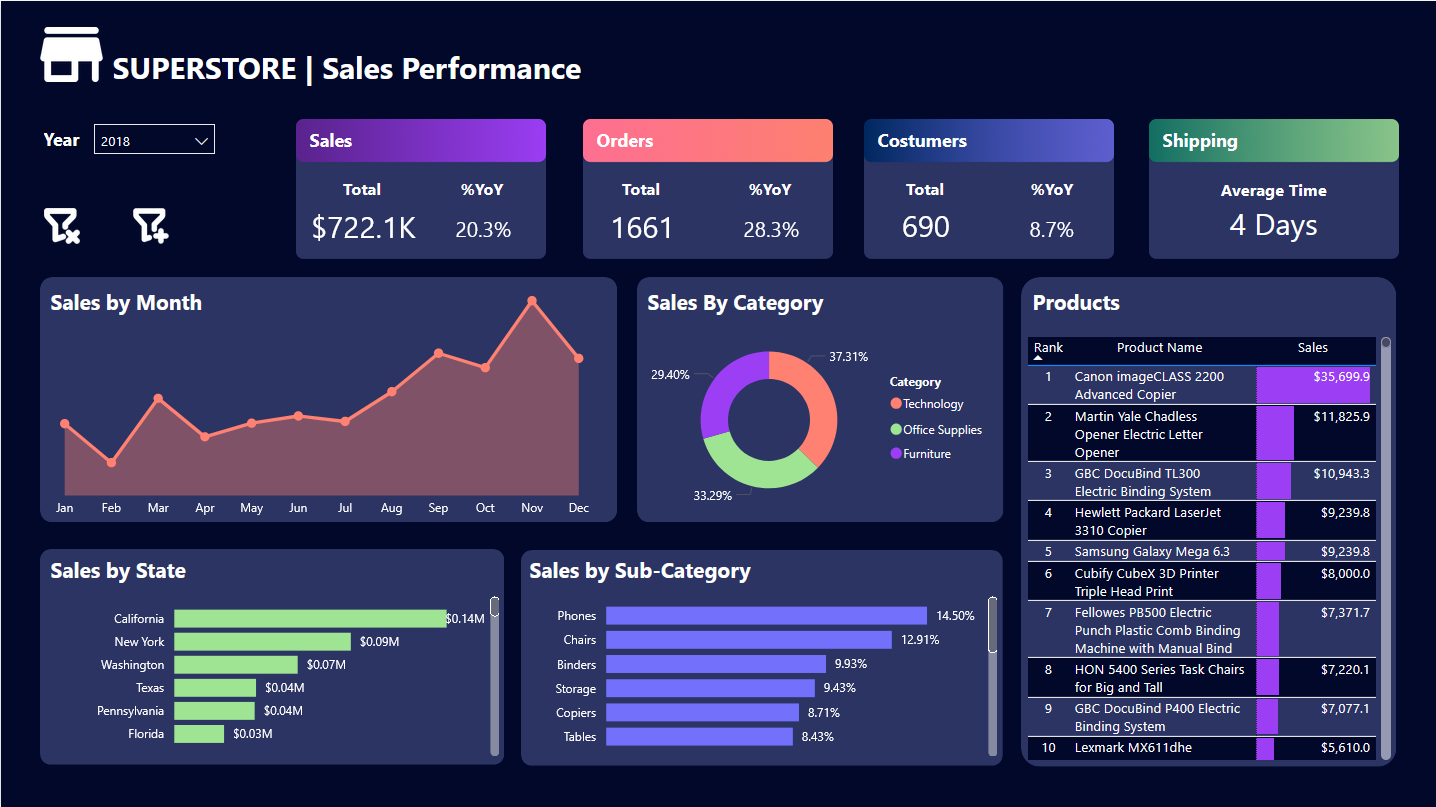 SUPERSTORE | Sales Performance
Year
2018
Sales
Total %YoY
$722.1K 20.3%
Orders
Total %YoY
1661 28.3%
Costumers
Total %YoY
690 8.7%
Shipping
Average Time
4 Days
Sales by Month
Jan Feb Mar Apr May Jun Jul Aug Sep Oct Nov Dec
Sales By Category
37.31%
29.40%
33.29%
Category
Technology
Office Supplies
Furniture
Products
Rank Product Name Sales
1 Canon imageCLASS 2200 $35,699.9
Advanced Copier
2 Martin Yale Chadless $11,825.9
Opener Electric Letter
Opener
3 GBC DocuBind TL300 $10,943.3
Electric Binding System
4 Hewlett Packard LaserJet $9,239.8
3310 Copier
5 Samsung Galaxy Mega 6.3 $9,239.8
6 Cubify CubeX 3D Printer $8,000.0
Triple Head Print
7 Fellowes PB500 Electric $7,371.7
Punch Plastic Comb Binding
Machine with Manual Bind
8 HON 5400 Series Task Chairs $7,220.1
for Big and Tall
9 GBC DocuBind P400 Electric $7,077.1
Binding System
10 Lexmark MX611dhe $5,610.0
Sales by State
California $0.14M
New York $0.09M
Washington $0.07M
Texas $0.04M
Pennsylvania $0.04M
Florida $0.03M
Sales by Sub-Category
Phones 14.50%
Chairs 12.91%
Binders 9.93%
Storage 9.43%
Copiers 8.71%
Tables 8.43%